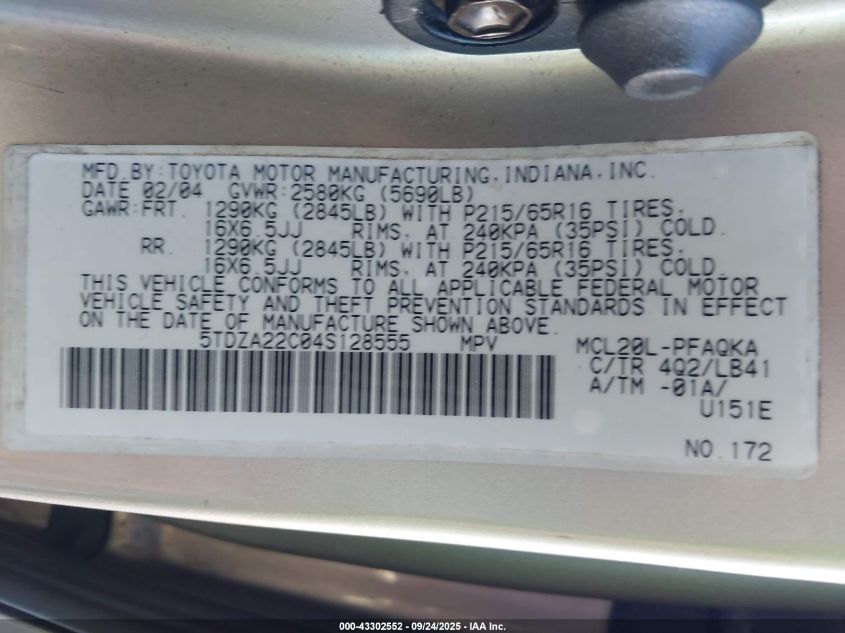 MFD BY: TOYOTA MOTOR MANUFACTURING, INDIANA, INC.
DATE 02/04 GVWR:2580KG (5690LB)
GAWR:FRT. 1290KG (2845LB) WITH P215/65R16 TIRES,
16X6.5JJ RIMS, AT 240KPA (35PSI) COLD.
RR. 1290KG (2845LB) WITH P215/65R16 TIRES,
16X6.5JJ RIMS, AT 240KPA (35PSI) COLD.
THIS VEHICLE CONFORMS TO ALL APPLICABLE FEDERAL MOTOR
VEHICLE SAFETY AND THEFT PREVENTION STANDARDS IN EFFECT
ON THE DATE OF MANUFACTURE SHOWN ABOVE.
5TDZA22C04S128555 MPV MCL20L-PFAQKA
C/TR 4Q2/LB41
A/TM -01A/
U151E
NO. 172
000-43302552 - 09/24/2025 - IAA Inc.